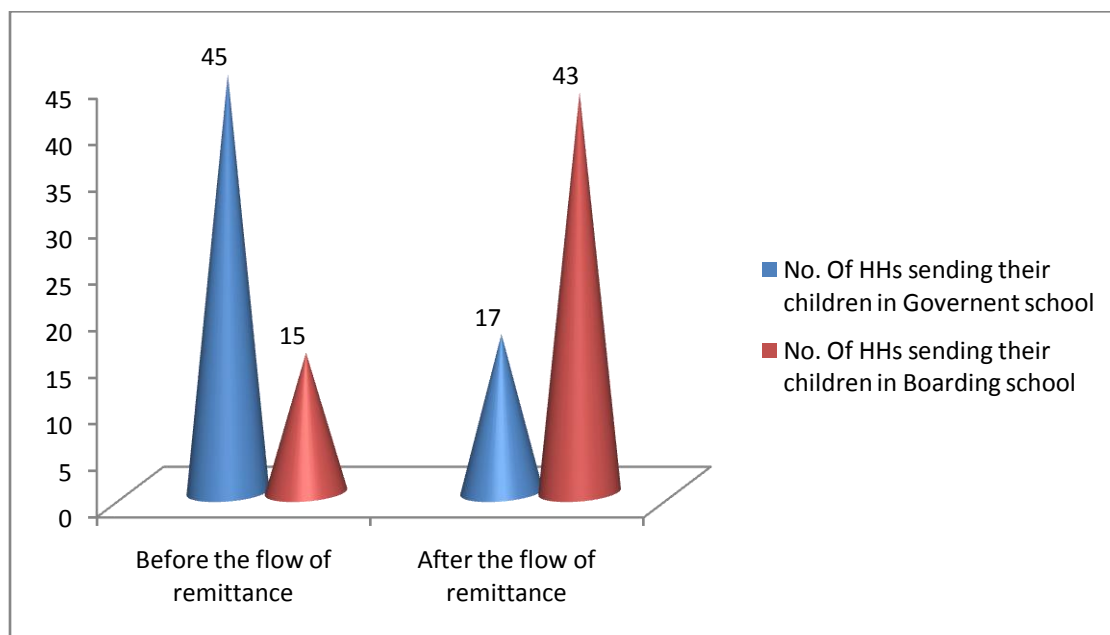 45
43
45
40
35
30
25
20
15
10
5
0
15
17
No. Of HHs sending their
children in Governent school
No. Of HHs sending their
children in Boarding school
Before the flow of
remittance
After the flow of
remittance